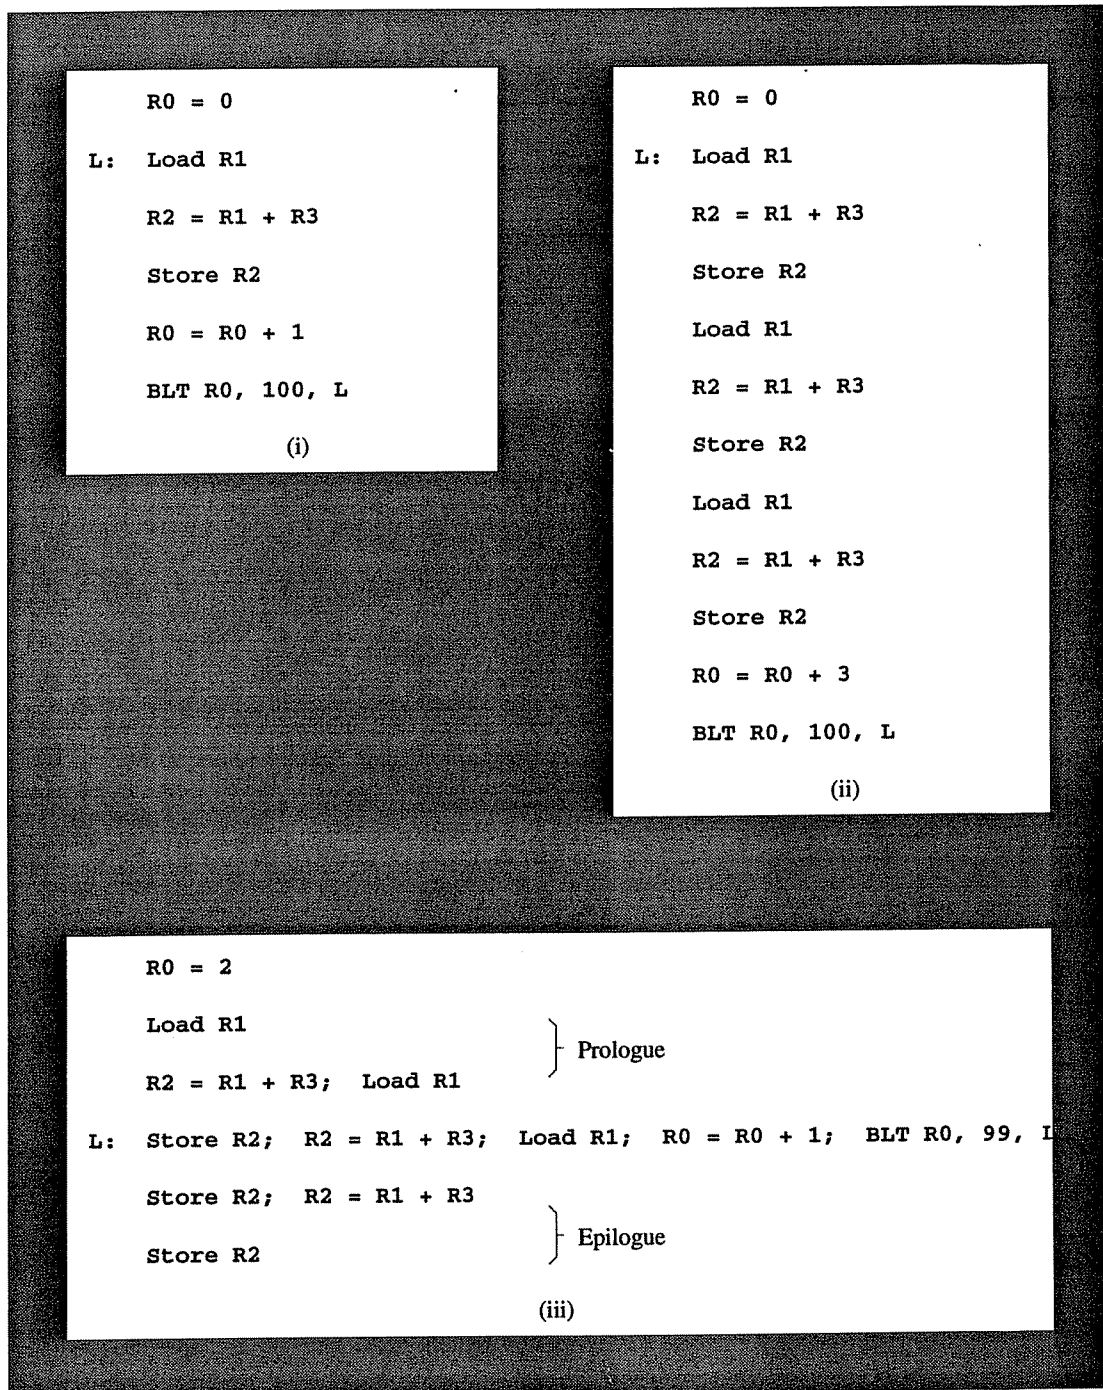 R0 = 0
L: Load R1
R2 = R1 + R3
Store R2
R0 = R0 + 1
BLT R0, 100, L
(i)
R0 = 0
L: Load R1
R2 = R1 + R3
Store R2
Load R1
R2 = R1 + R3
Store R2
Load R1
R2 = R1 + R3
Store R2
R0 = R0 + 3
BLT R0, 100, L
(ii)
R0 = 2
Load R1
Prologue
R2 = R1 + R3; Load R1
L: Store R2; R2 = R1 + R3; Load R1; R0 = R0 + 1; BLT R0, 99, L
Store R2; R2 = R1 + R3
Epilogue
Store R2
(iii)